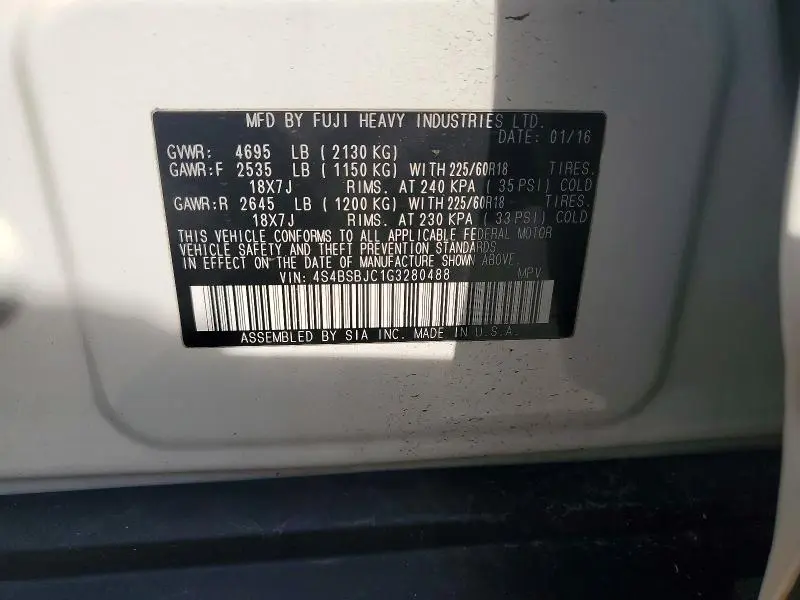 MFD BY FUJI HEAVY INDUSTRIES LTD.
DATE: 01/16
GVWR: 4695 LB (2130 KG)
GAWR:F 2535 LB (1150 KG) WITH 225/60R18 TIRES.
18X7J RIMS. AT 240 KPA (35 PSI) COLD
GAWR:R 2645 LB (1200 KG) WITH 225/60R18 TIRES.
18X7J RIMS. AT 230 KPA (33 PSI) COLD
THIS VEHICLE CONFORMS TO ALL APPLICABLE FEDERAL MOTOR
VEHICLE SAFETY AND THEFT PREVENTION STANDARDS
IN EFFECT ON THE DATE OF MANUFACTURE SHOWN ABOVE.
VIN: 4S4BSBJC1G3280488 MPV
ASSEMBLED BY SIA INC. MADE IN U.S.A.